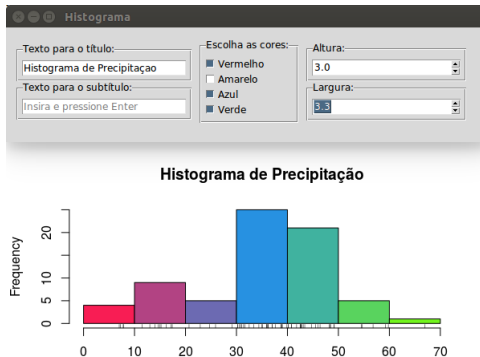 Histograma
Texto para o título:
Histograma de Precipitaçao
Texto para o subtítulo:
Insira e pressione Enter
Escolha as cores:
Vermelho
Amarelo
Azul
Verde
Altura:
3.0
Largura:
3.3
Histograma de Precipitação
Frequency
20
10
5
0
0 10 20 30 40 50 60 70